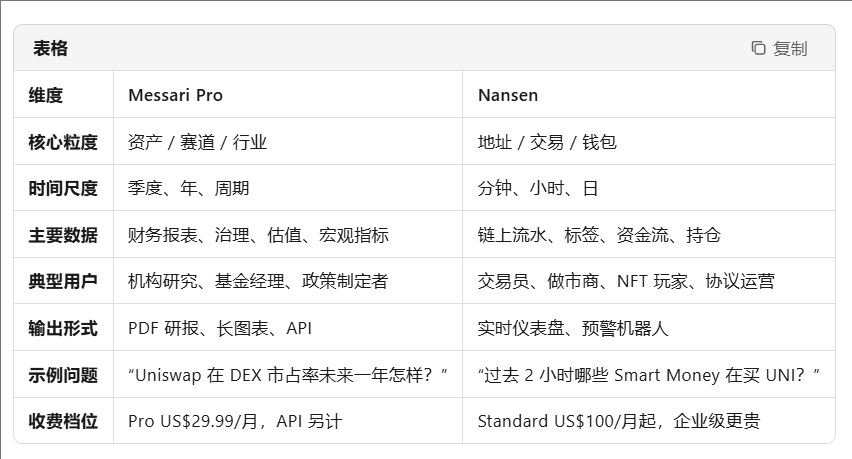 表格 复制
维度 Messari Pro Nansen
核心粒度 资产 / 赛道 / 行业 地址 / 交易 / 钱包
时间尺度 季度、年、周期 分钟、小时、日
主要数据 财务报表、治理、估值、宏观指标 链上流水、标签、资金流、持仓
典型用户 机构研究、基金经理、政策制定者 交易员、做市商、NFT 玩家、协议运营
输出形式 PDF 研报、长图表、API 实时仪表盘、预警机器人
示例问题 “Uniswap 在 DEX 市占率未来一年怎样？” “过去 2 小时哪些 Smart Money 在买 UNI？”
收费档位 Pro US$29.99/月，API 另计 Standard US$100/月起，企业级更贵